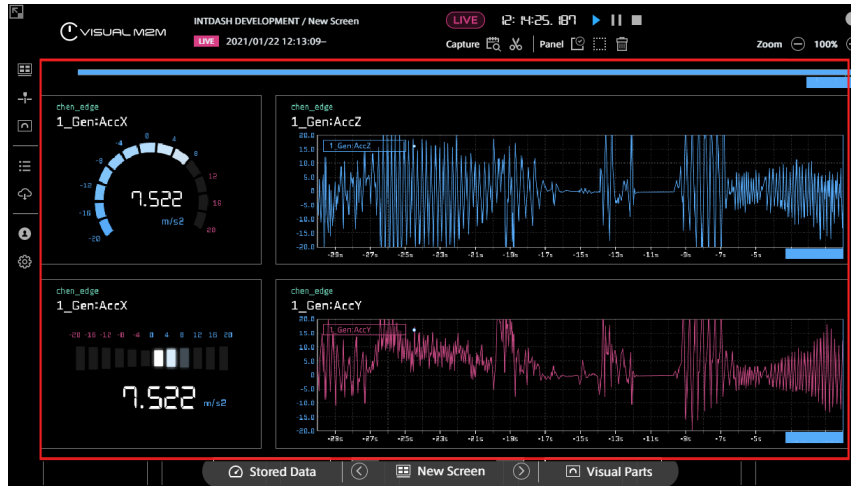 VISUAL M2M
INTDASH DEVELOPMENT / New Screen
LIVE 2021/01/22 12:13:09–
LIVE 12: 14:25. 187
Capture Panel
Zoom 100%
chen_edge
1_Gen:AccX
-20 -16 -12 -8 -4 0 4 8 12 16 20
7.522
m/s2
chen_edge
1_Gen:AccZ
1_Gen:AccZ
20.0
15.0
10.0
5.0
0
-5.0
-10.0
-15.0
-20.0
-29s -27s -25s -23s -21s -19s -17s -15s -13s -11s -9s -7s -5s
chen_edge
1_Gen:AccX
-20 -16 -12 -8 -4 0 4 8 12 16 20
7.522 m/s2
chen_edge
1_Gen:AccY
1_Gen:AccY
20.0
15.0
10.0
5.0
0
-5.0
-10.0
-15.0
-20.0
-29s -27s -25s -23s -21s -19s -17s -15s -13s -11s -9s -7s -5s
Stored Data New Screen Visual Parts